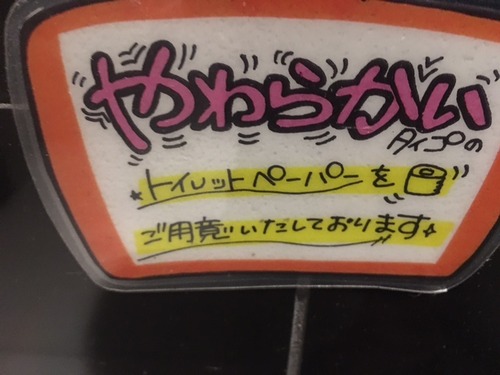 やわらかい
タイプの
トイレットペーパーを
ご用意いたしております